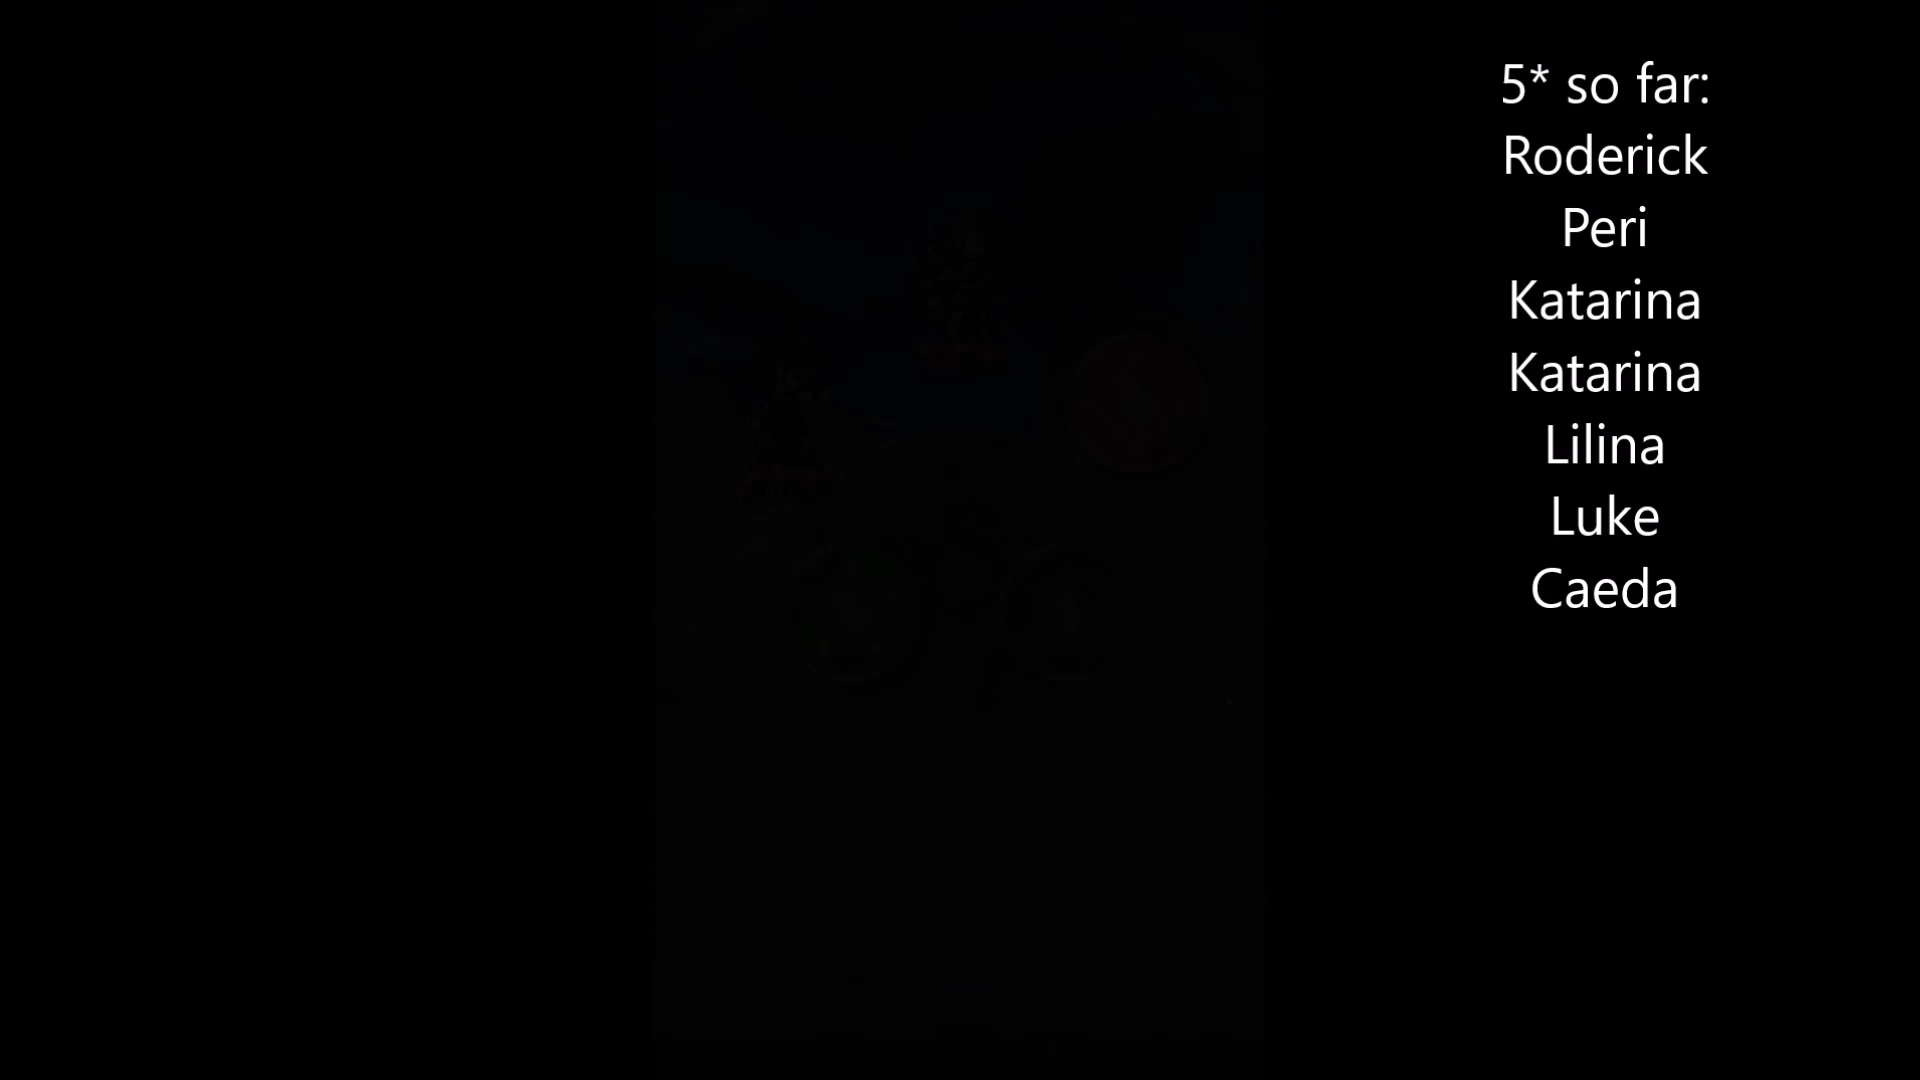 5* so far:
Roderick
Peri
Katarina
Katarina
Lilina
Luke
Caeda